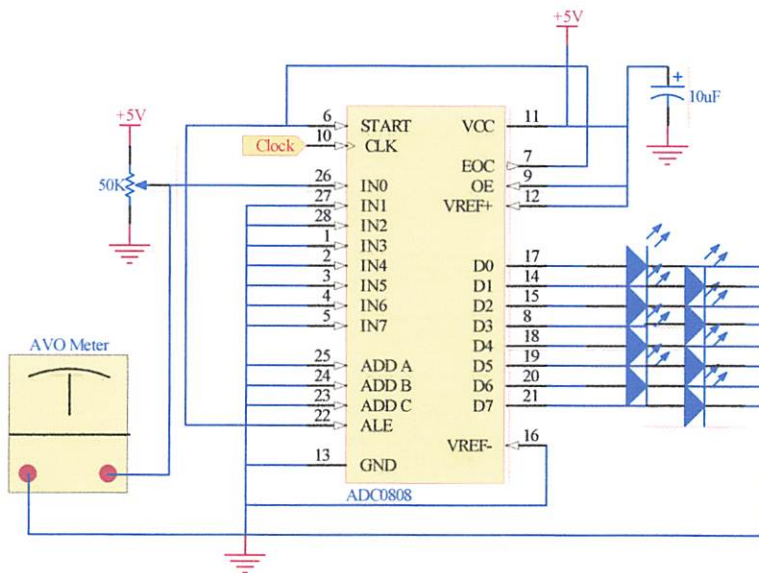 +5V
+
10uF
+5V
50K
Clock
6 START
10 CLK
26 IN0
27 IN1
28 IN2
1 IN3
2 IN4
3 IN5
4 IN6
5 IN7
25 ADD A
24 ADD B
23 ADD C
22 ALE
13 GND
VCC 11
EOC 7
OE 9
VREF+ 12
D0 17
D1 14
D2 15
D3 8
D4 18
D5 19
D6 20
D7 21
VREF- 16
ADC0808
AVO Meter